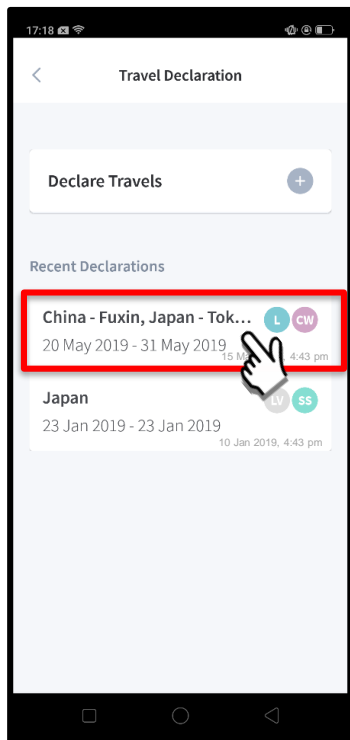 17:18
Travel Declaration
Declare Travels
Recent Declarations
China - Fuxin, Japan - Tok...
L CW
20 May 2019 - 31 May 2019
15 4:43 pm
Japan
LV SS
23 Jan 2019 - 23 Jan 2019
10 Jan 2019, 4:43 pm